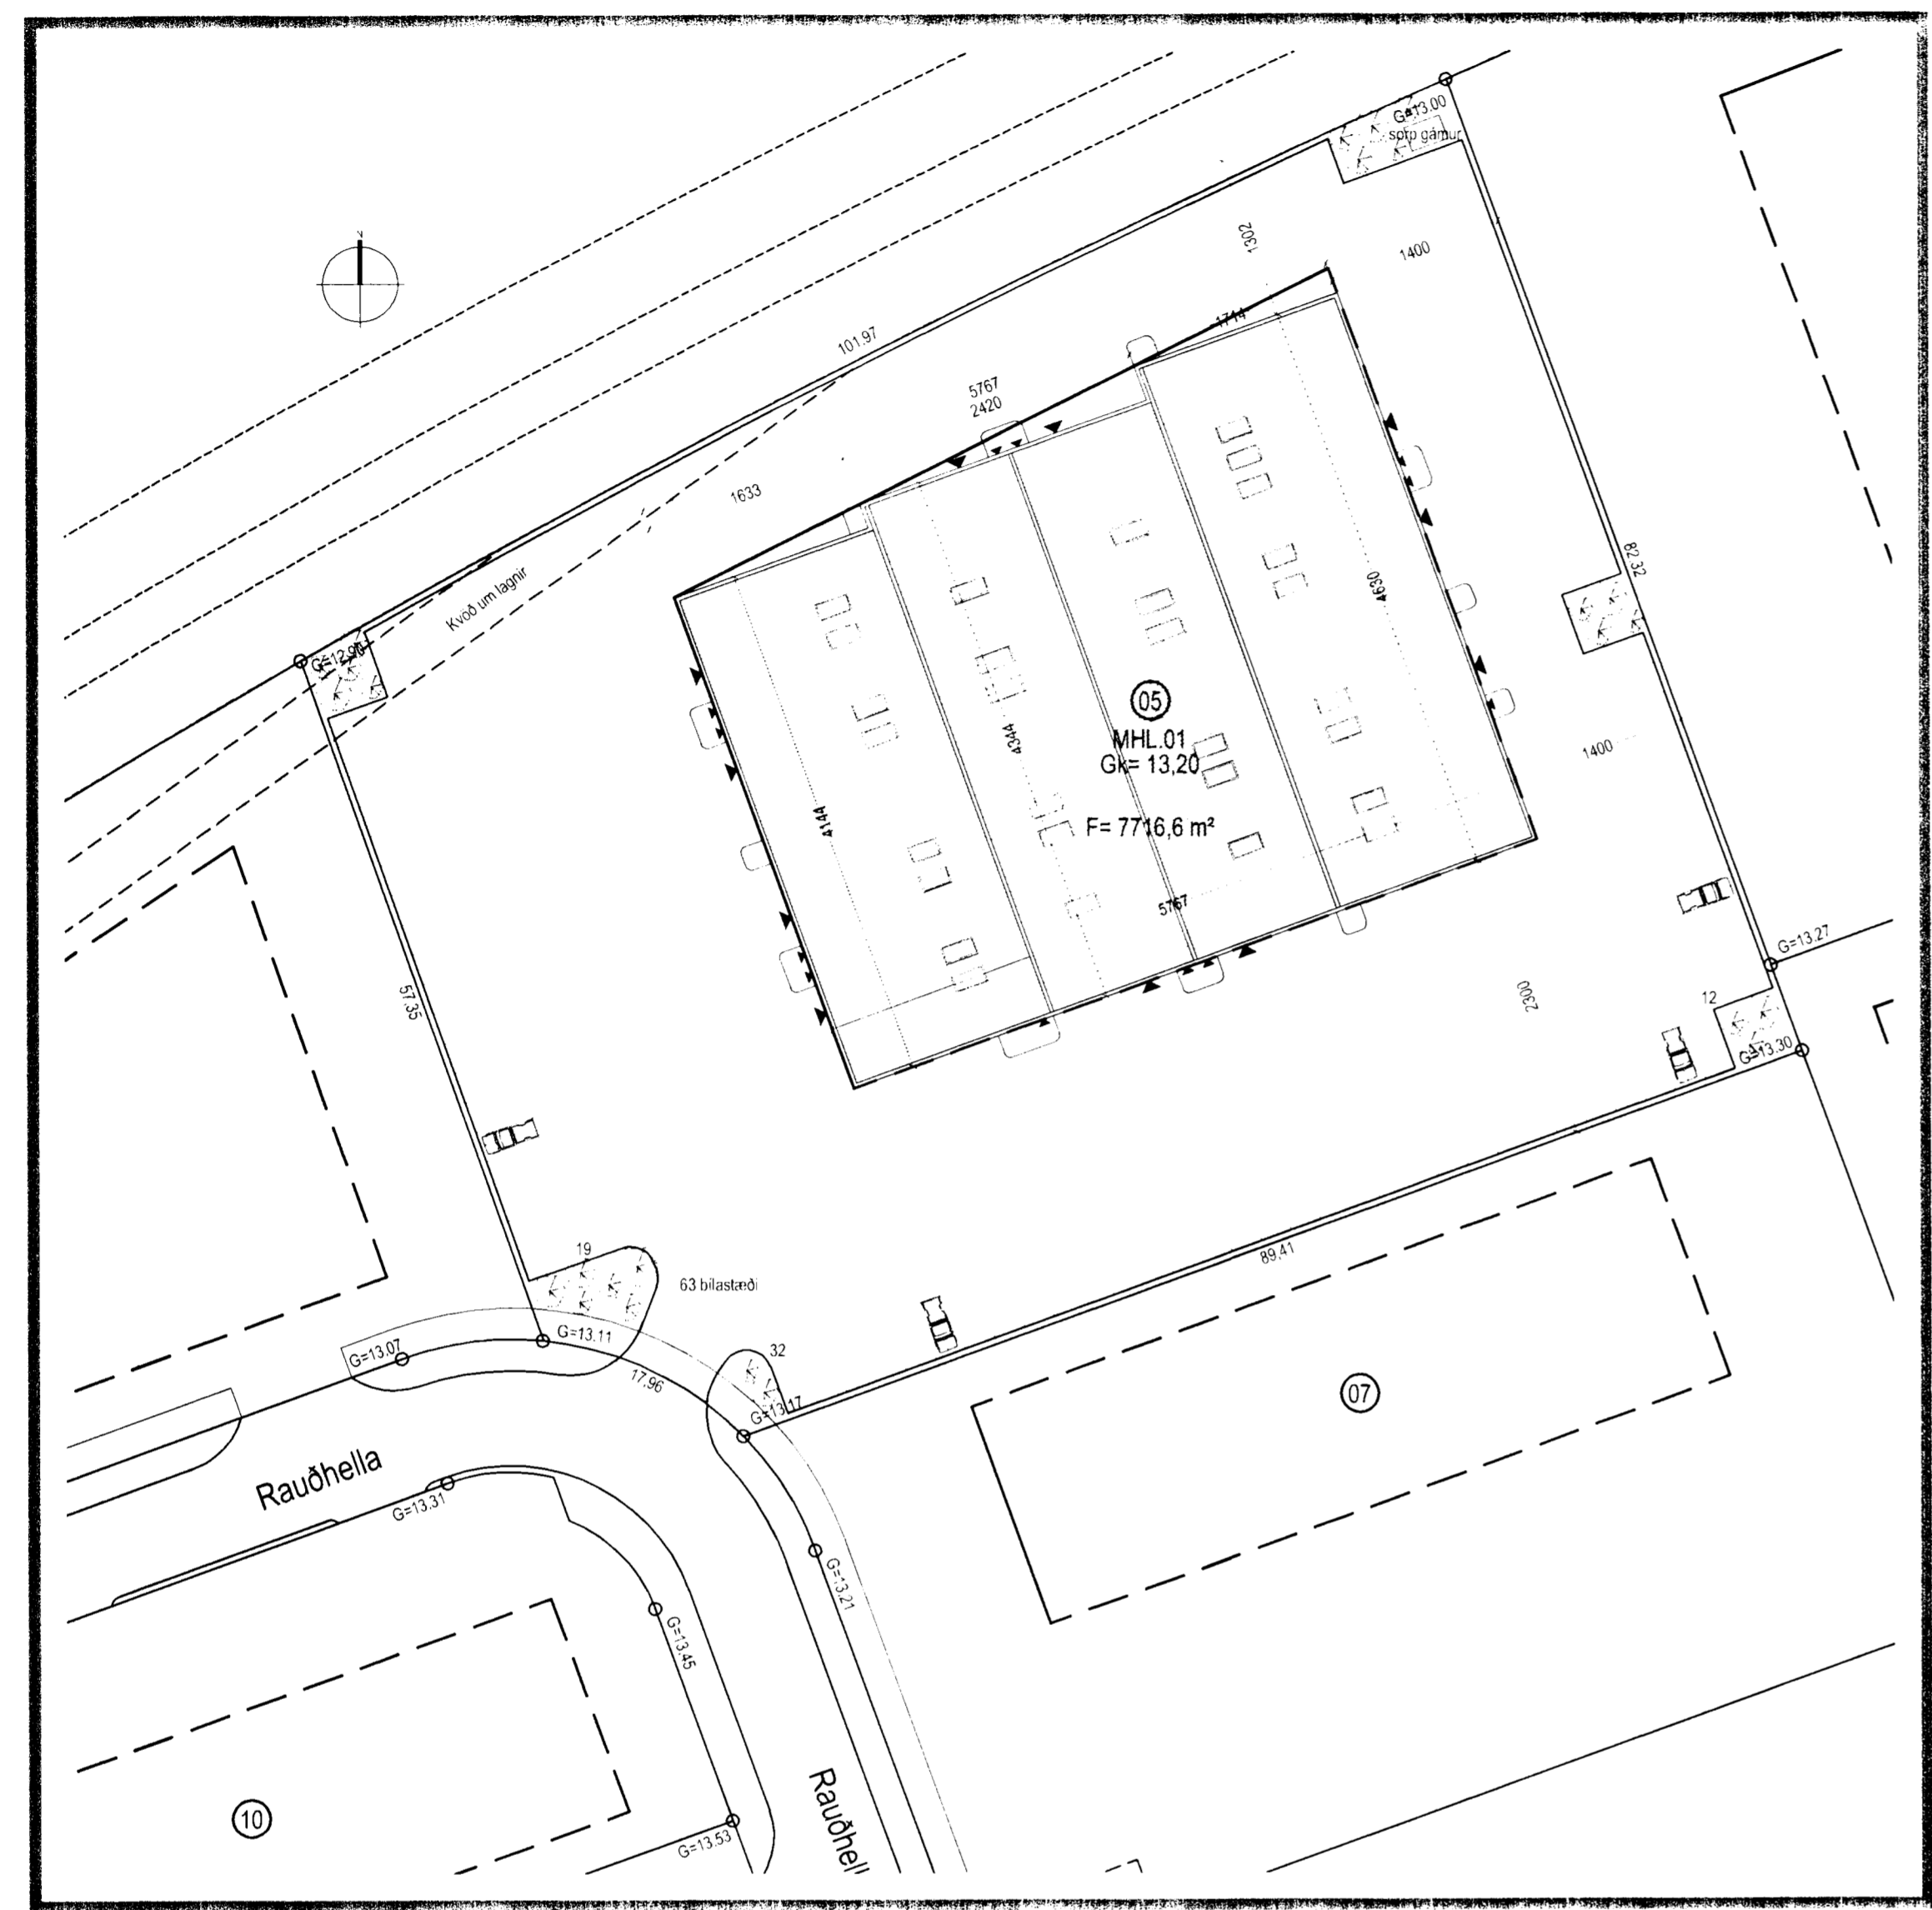 N
G=13.00
sorp gámur
1302
1400
101.97
1714
5767
2420
1633
82.32
Kvöð um lagnir
4630
05
MHL.01
Gk= 13,20
4344
1400
4144
F= 7716,6 m²
5767
G=13.27
57.35
2300
12
G=13.30
19
89.41
63 bílastæði
G=13.11
32
G=13.07
17.96
07
G=13.17
Rauðhella
G=13.31
G=13.21
G=13.45
10
Rauðhell
G=13.53